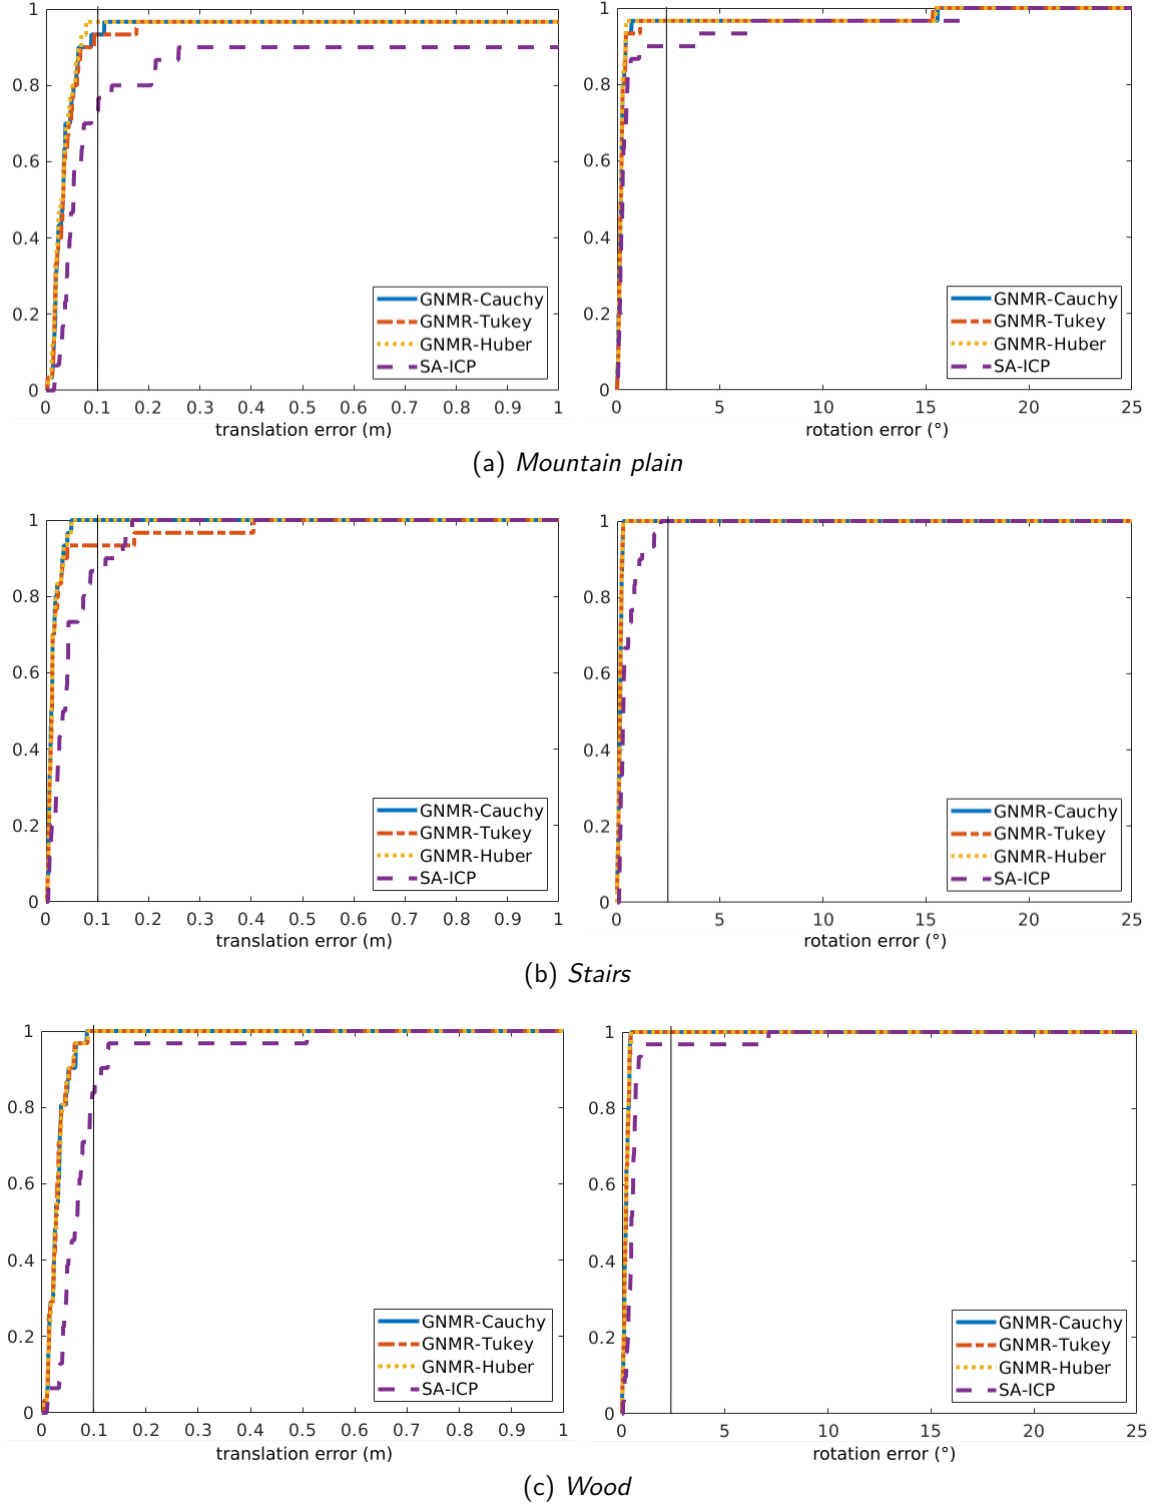 1
0.8
0.6
0.4
0.2
0
0 0.1 0.2 0.3 0.4 0.5 0.6 0.7 0.8 0.9 1
translation error (m)
GNMR-Cauchy
GNMR-Tukey
GNMR-Huber
SA-ICP
1
0.8
0.6
0.4
0.2
0
0 5 10 15 20 25
rotation error (°)
GNMR-Cauchy
GNMR-Tukey
GNMR-Huber
SA-ICP
(a) Mountain plain
1
0.8
0.6
0.4
0.2
0
0 0.1 0.2 0.3 0.4 0.5 0.6 0.7 0.8 0.9 1
translation error (m)
GNMR-Cauchy
GNMR-Tukey
GNMR-Huber
SA-ICP
1
0.8
0.6
0.4
0.2
0
0 5 10 15 20 25
rotation error (°)
GNMR-Cauchy
GNMR-Tukey
GNMR-Huber
SA-ICP
(b) Stairs
1
0.8
0.6
0.4
0.2
0
0 0.1 0.2 0.3 0.4 0.5 0.6 0.7 0.8 0.9 1
translation error (m)
GNMR-Cauchy
GNMR-Tukey
GNMR-Huber
SA-ICP
1
0.8
0.6
0.4
0.2
0
0 5 10 15 20 25
rotation error (°)
GNMR-Cauchy
GNMR-Tukey
GNMR-Huber
SA-ICP
(c) Wood